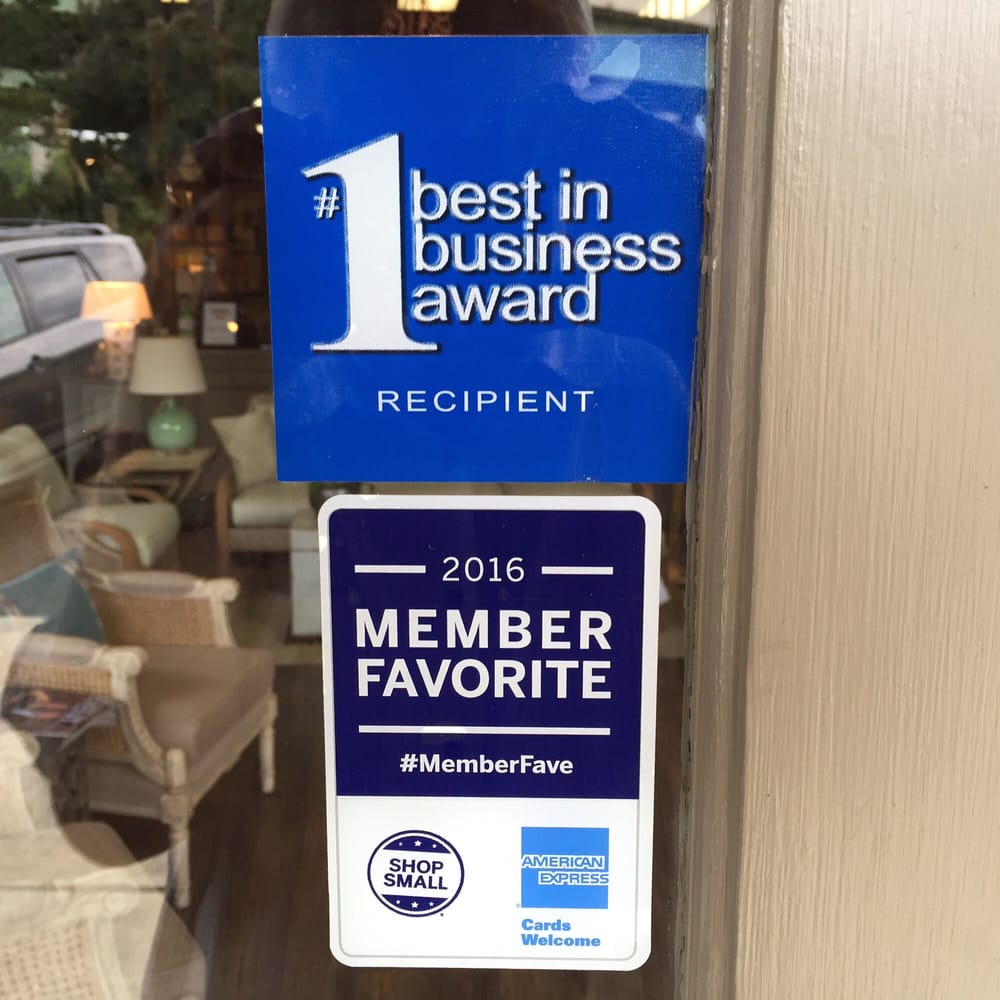 #1 best in
business
award
RECIPIENT
2016
MEMBER
FAVORITE
#MemberFave
SHOP
SMALL
AMERICAN
EXPRESS
Cards
Welcome